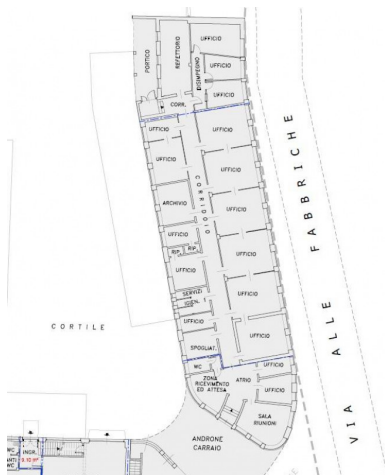 UFFICIO
PORTICO
REFETTORIO
UFFICIO
DISIMPEGNO
UFFICIO
CORR.
UFFICIO
UFFICIO
UFFICIO
UFFICIO
CORRIDOIO
ARCHIVIO
UFFICIO
UFFICIO
RIP.
RIP.
UFFICIO
UFFICIO
UFFICIO
SERVIZI
IGIEN.
UFFICIO
UFFICIO
SPOGLIAT.
WC
ATRIO
UFFICIO
ZONA
RICEVIMENTO
ED ATTESA
UFFICIO
SALA
RIUNIONI
ANDRONE
CARRAIO
CORTILE
VIA ALLE FABBRICHE
WC
INGR.